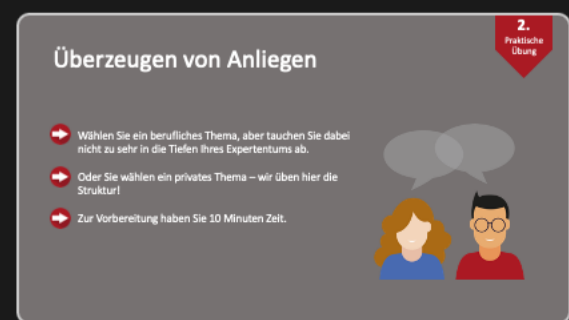 2.
Praktische
Übung
Überzeugen von Anliegen
Wählen Sie ein berufliches Thema, aber tauchen Sie dabei
nicht zu sehr in die Tiefen Ihres Expertentums ab.
Oder Sie wählen ein privates Thema – wir üben hier die
Struktur!
Zur Vorbereitung haben Sie 10 Minuten Zeit.